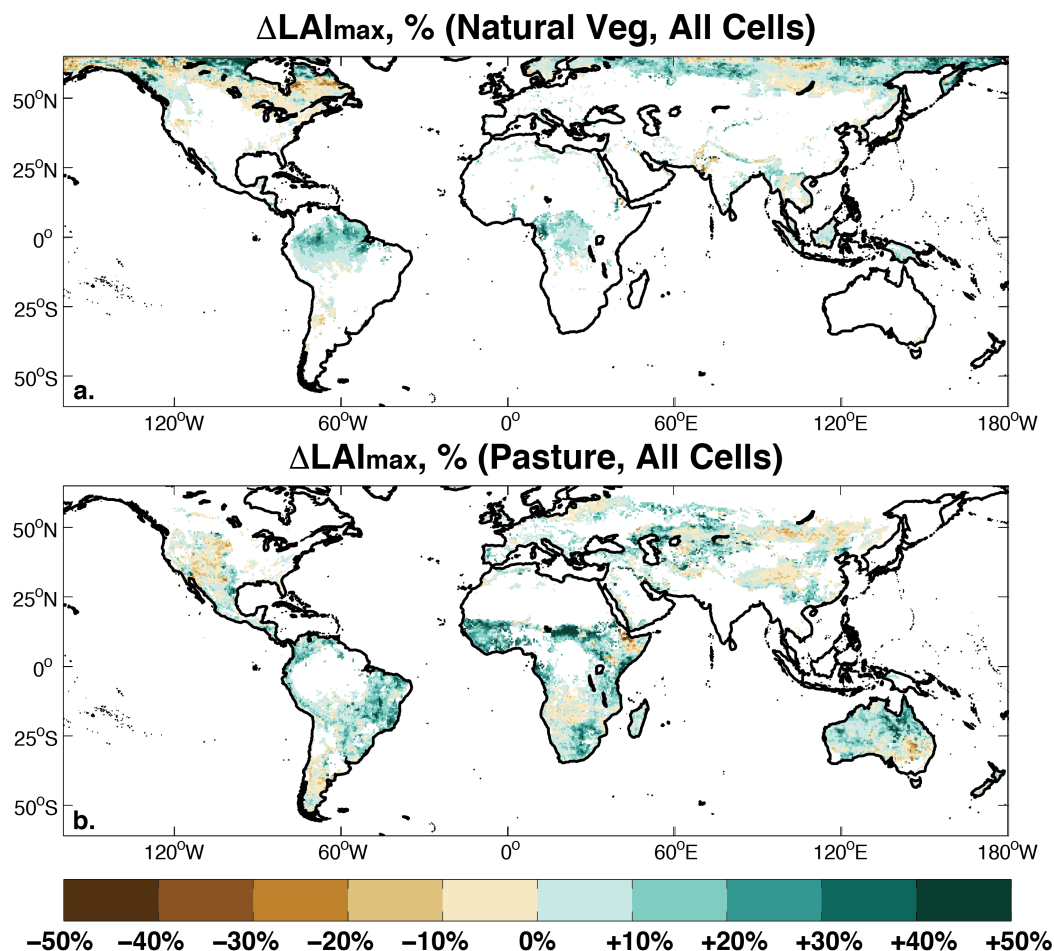 ΔLAImax, % (Natural Veg, All Cells)
50°N
25°N
0°
25°S
50°S
a.
120°W 60°W 0° 60°E 120°E 180°W
ΔLAImax, % (Pasture, All Cells)
50°N
25°N
0°
25°S
50°S
b.
120°W 60°W 0° 60°E 120°E 180°W
−50% −40% −30% −20% −10% 0% +10% +20% +30% +40% +50%